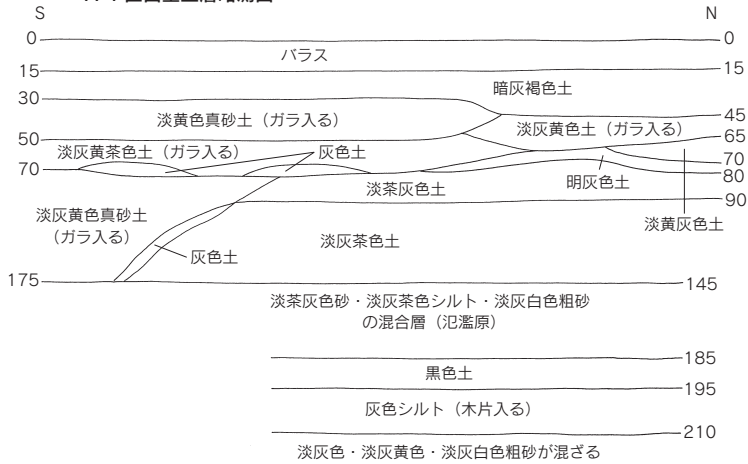 S
N
0
0
バラス
15
15
暗灰褐色土
30
淡黄色真砂土（ガラ入る）
45
淡灰黄色土（ガラ入る）
50
65
淡灰黄茶色土（ガラ入る）
灰色土
70
70
淡茶灰色土
明灰色土
80
90
淡灰黄色真砂土
（ガラ入る）
淡黄灰色土
淡灰茶色土
灰色土
175
145
淡茶灰色砂・淡灰茶色シルト・淡灰白色粗砂
の混合層（氾濫原）
185
黒色土
195
灰色シルト（木片入る）
210
淡灰色・淡灰黄色・淡灰白色粗砂が混ざる